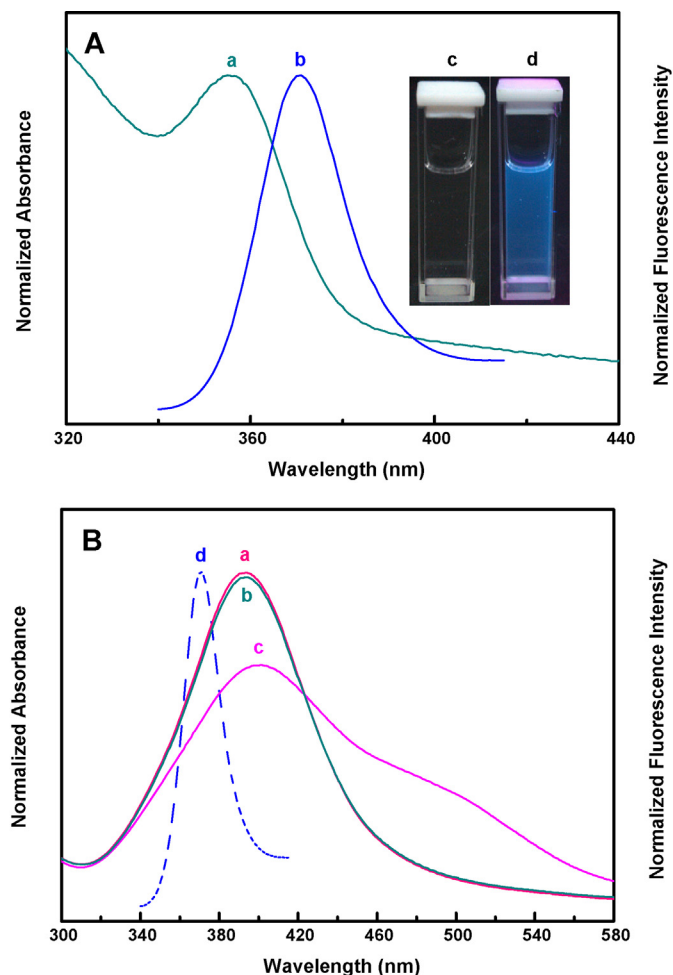 A
a
b
c
d
Normalized Absorbance
Normalized Fluorescence Intensity
320
360
400
440
Wavelength (nm)
B
d
a
b
c
Normalized Absorbance
Normalized Fluorescence Intensity
300
340
380
420
460
500
540
580
Wavelength (nm)